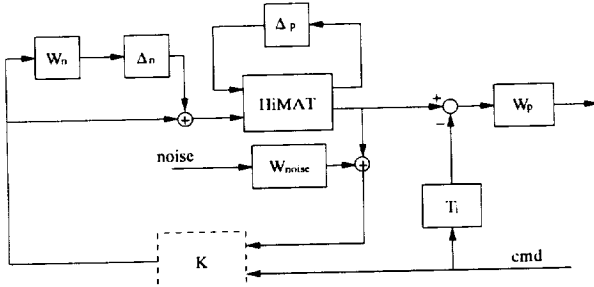 Δp
Wn
Δn
HiMAT
+
Wp
+
+
−
noise
Wnoise
+
Ti
K
cmd